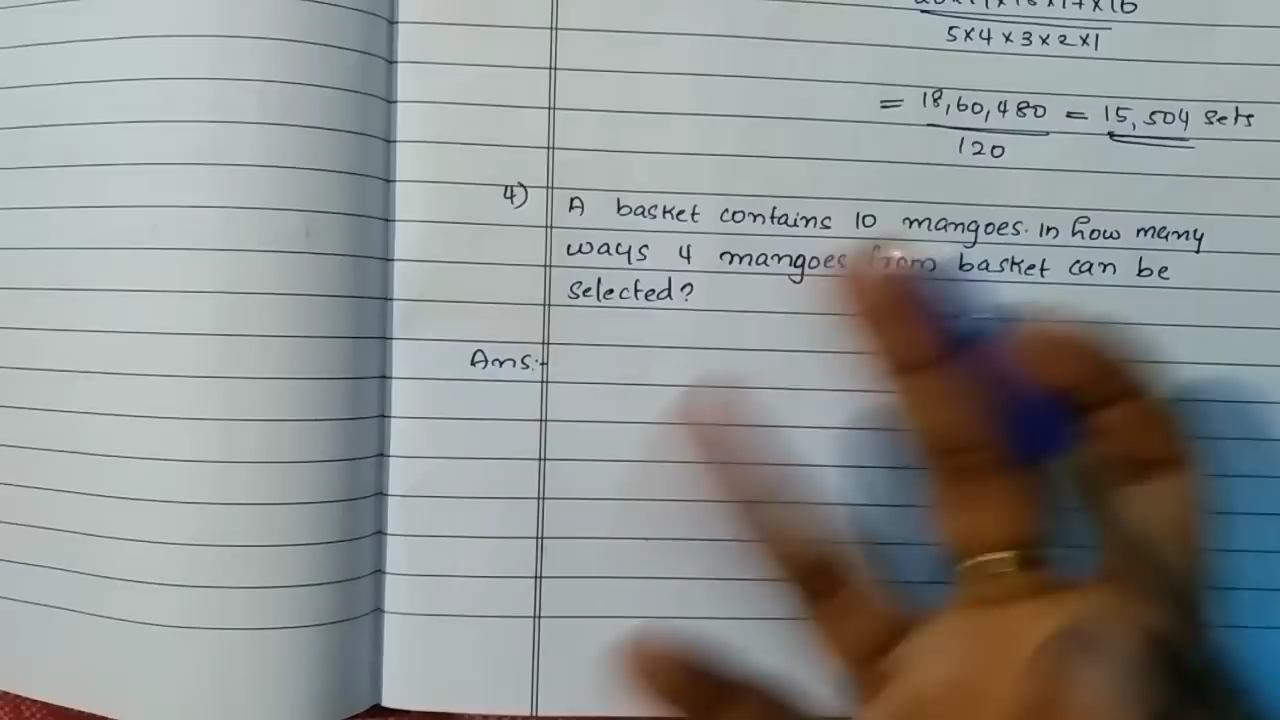 5×4×3×2×1
= 18,60,480 = 15,504 sets
120
4)
A basket contains 10 mangoes. in how many
ways 4 mangoes from basket can be
selected?
Ans:-